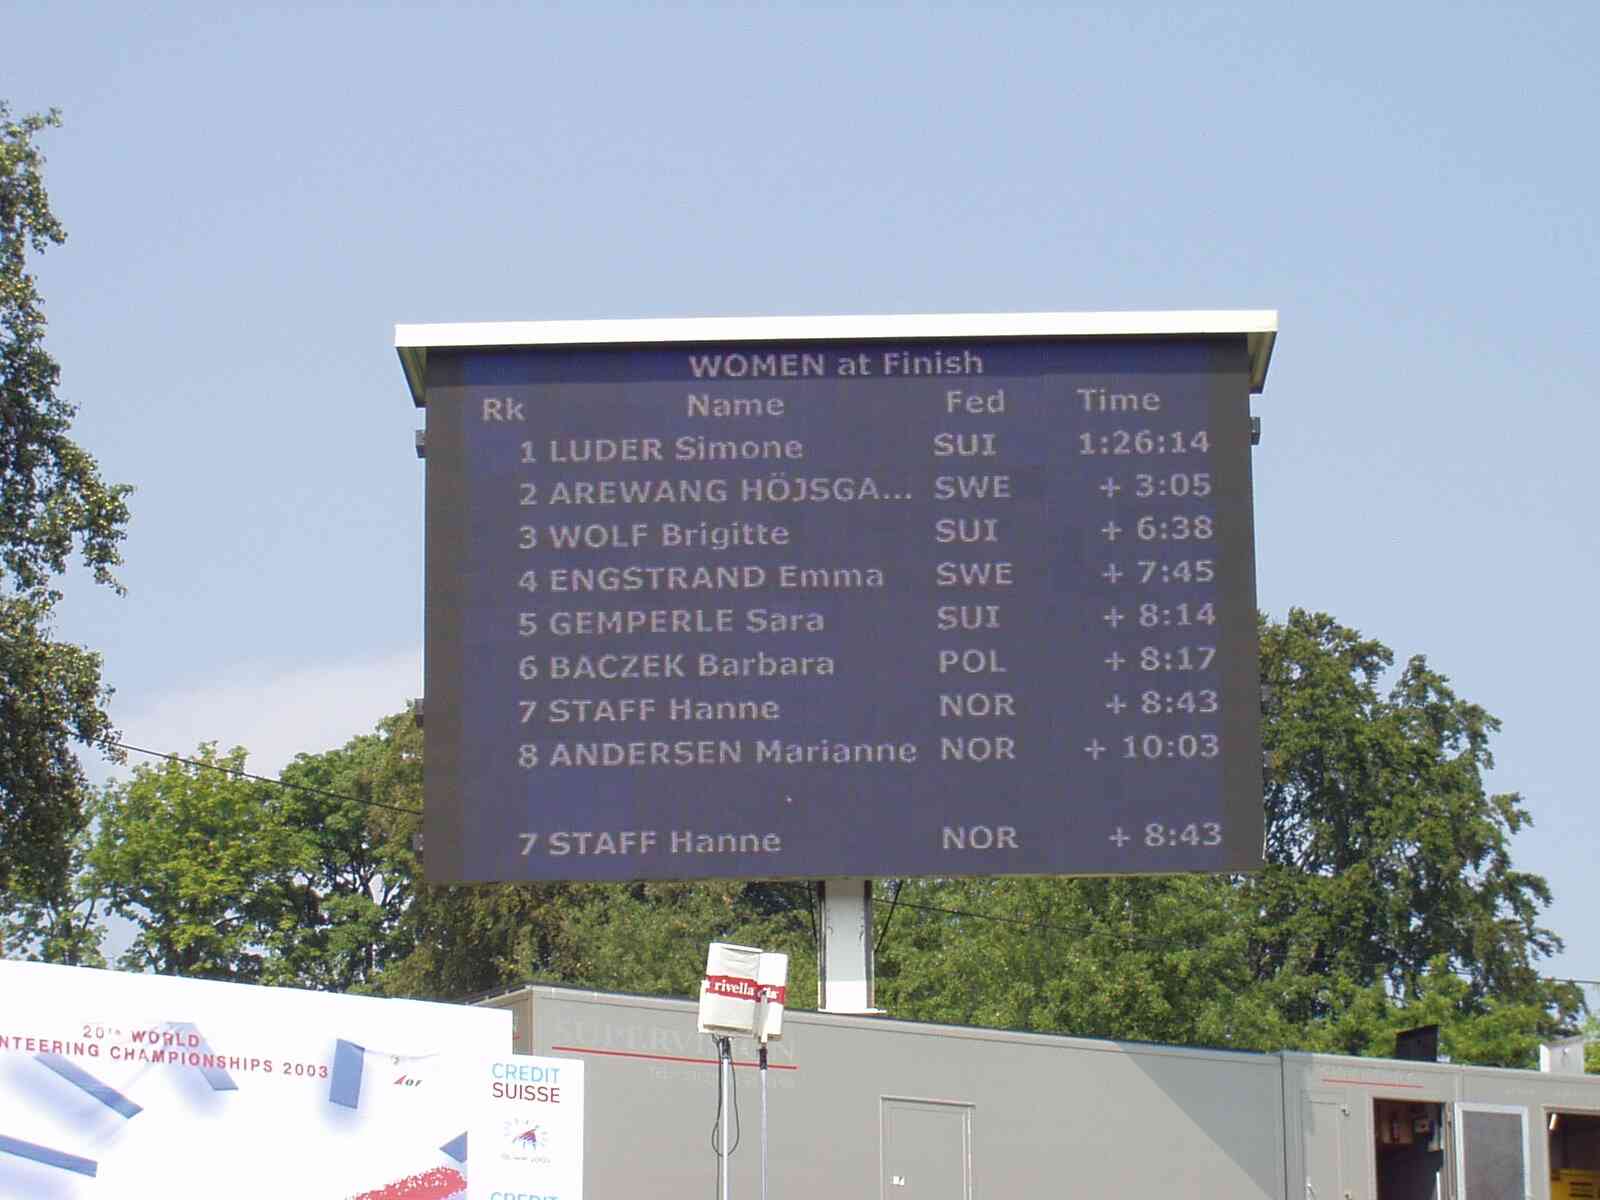 WOMEN at Finish
Rk Name Fed Time
1 LUDER Simone SUI 1:26:14
2 AREWANG HÖJSGA... SWE + 3:05
3 WOLF Brigitte SUI + 6:38
4 ENGSTRAND Emma SWE + 7:45
5 GEMPERLE Sara SUI + 8:14
6 BACZEK Barbara POL + 8:17
7 STAFF Hanne NOR + 8:43
8 ANDERSEN Marianne NOR + 10:03
7 STAFF Hanne NOR + 8:43
rivella
SUPERVISION
20th WORLD
NTEERING CHAMPIONSHIPS 2003
CREDIT
SUISSE
CREDIT